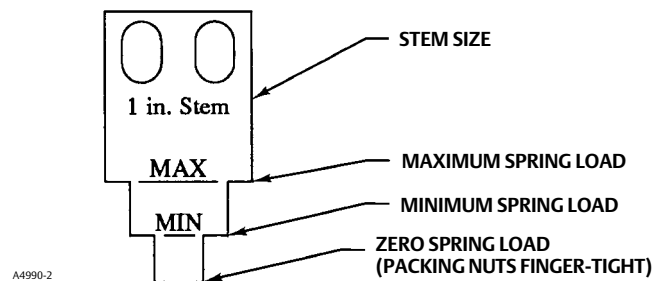 STEM SIZE
1 in. Stem
MAX
MAXIMUM SPRING LOAD
MINIMUM SPRING LOAD
MIN
ZERO SPRING LOAD
(PACKING NUTS FINGER-TIGHT)
A4990-2